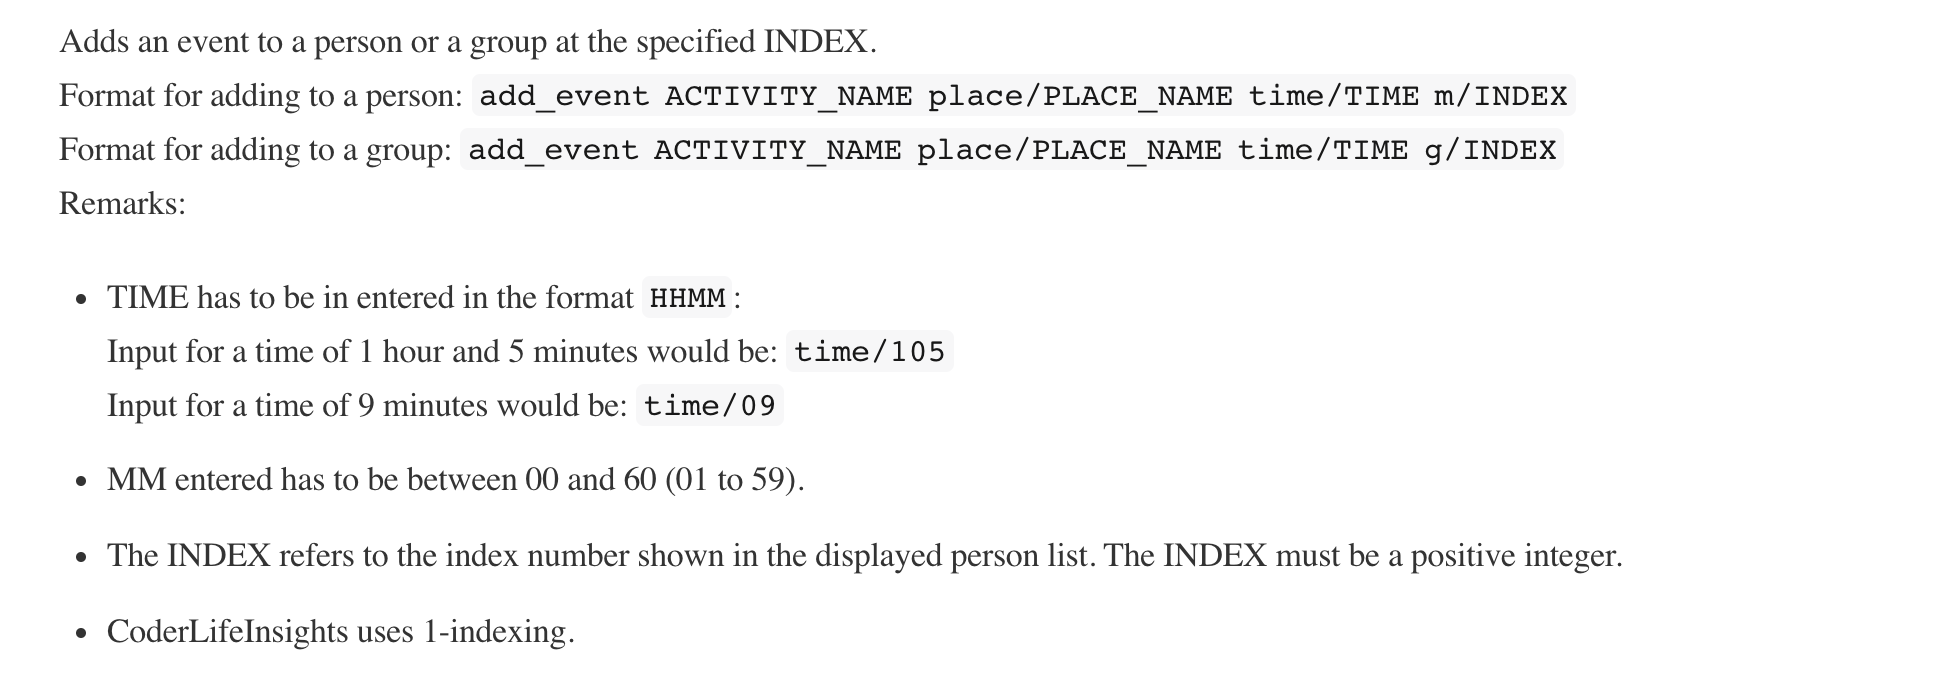 Adds an event to a person or a group at the specified INDEX.
Format for adding to a person: add_event ACTIVITY_NAME place/PLACE_NAME time/TIME m/INDEX
Format for adding to a group: add_event ACTIVITY_NAME place/PLACE_NAME time/TIME g/INDEX
Remarks:
• TIME has to be in entered in the format HHMM:
Input for a time of 1 hour and 5 minutes would be: time/105
Input for a time of 9 minutes would be: time/09
• MM entered has to be between 00 and 60 (01 to 59).
• The INDEX refers to the index number shown in the displayed person list. The INDEX must be a positive integer.
• CoderLifeInsights uses 1-indexing.